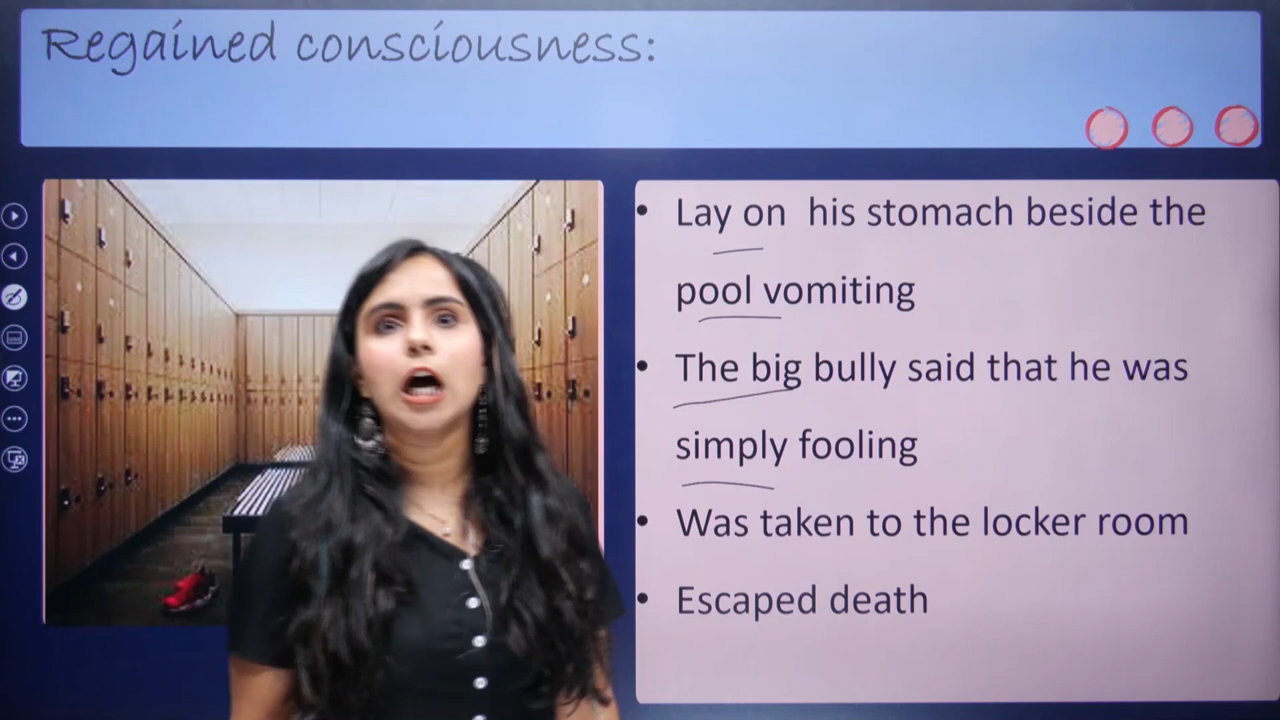 Regained consciousness:
• Lay on his stomach beside the
pool vomiting
• The big bully said that he was
simply fooling
• Was taken to the locker room
• Escaped death